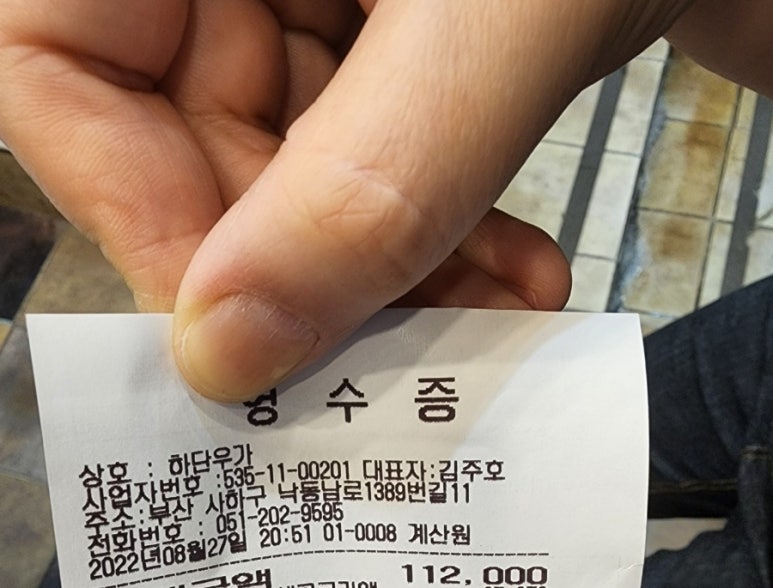 영 수 증
상호 : 하단우가
사업자번호 :535-11-00201 대표자:김주호
주소:부산 사하구 낙동남로1389번길11
전화번호 : 051-202-9595
2022년08월27일 20:51 01-0008 계산원
112,000